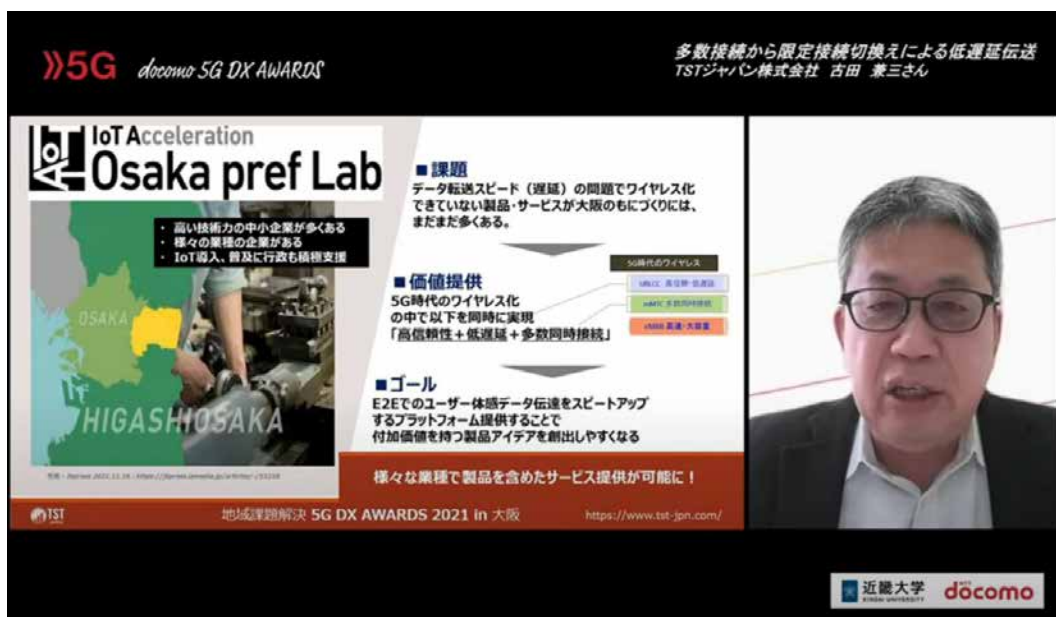 5G docomo 5G DX AWARDS
多数接続から限定接続切換えによる低遅延伝送
TSTジャパン株式会社 古田 兼三さん
AIoT
IoT Acceleration
Osaka pref Lab
・ 高い技術力の中小企業が多くある
・ 様々の業種の企業がある
・ IoT導入、普及に行政も積極支援
OSAKA
HIGASHIOSAKA
■課題
データ転送スピード（遅延）の問題でワイヤレス化
できていない製品・サービスが大阪のもにづくりには、
まだまだ多くある。
■価値提供
5G時代のワイヤレス化
の中で以下を同時に実現
「高信頼性＋低遅延＋多数同時接続」
5G時代のワイヤレス
URLCC 高信頼・低遅延
mMTC 多数同時接続
eMBB 高速・大容量
■ゴール
E2Eでのユーザー体感データ伝達をスピートアップ
するプラットフォーム提供することで
付加価値を持つ製品アイデアを創出しやすくなる
様々な業種で製品を含めたサービス提供が可能に！
TST
地域課題解決 5G DX AWARDS 2021 in 大阪
https://www.tst-jpn.com/
近畿大学
KINDAI UNIVERSITY
docomo